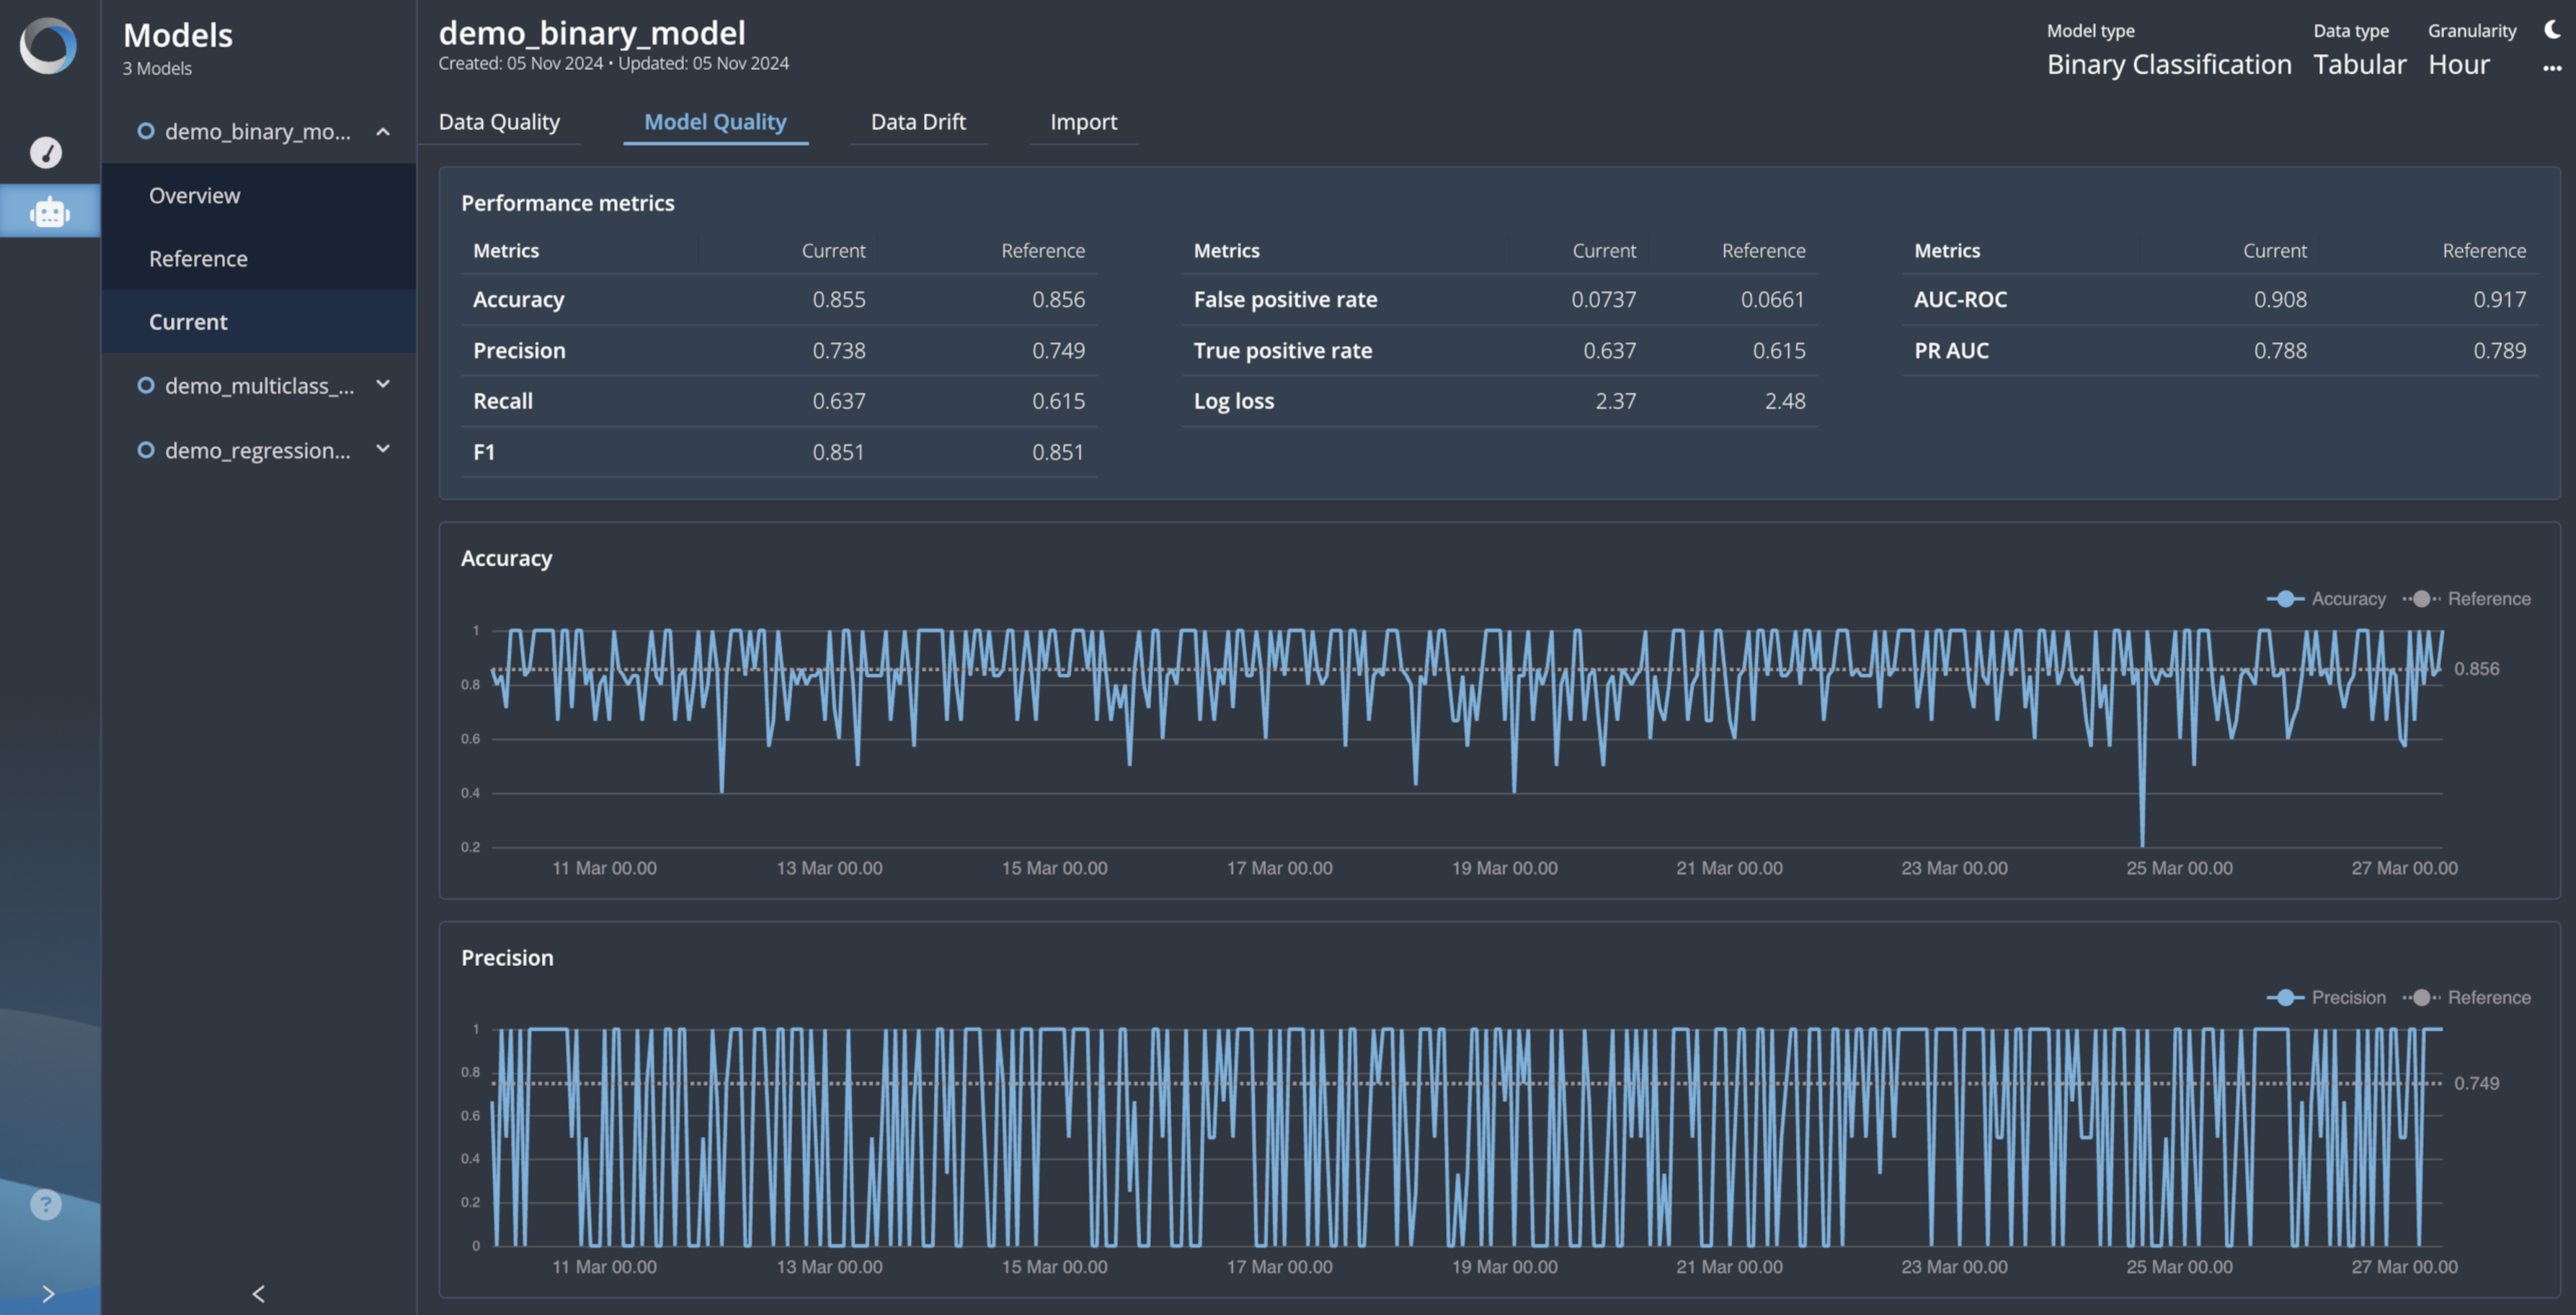 Models
3 Models
demo_binary_mo...
Overview
Reference
Current
demo_multiclass_...
demo_regression...
?
demo_binary_model
Created: 05 Nov 2024 • Updated: 05 Nov 2024
Model type
Binary Classification
Data type
Tabular
Granularity
Hour
Data Quality Model Quality Data Drift Import
Performance metrics
Metrics Current Reference
Accuracy 0.855 0.856
Precision 0.738 0.749
Recall 0.637 0.615
F1 0.851 0.851
Metrics Current Reference
False positive rate 0.0737 0.0661
True positive rate 0.637 0.615
Log loss 2.37 2.48
Metrics Current Reference
AUC-ROC 0.908 0.917
PR AUC 0.788 0.789
Accuracy
Accuracy Reference
1
0.8
0.6
0.4
0.2
0.856
11 Mar 00.00 13 Mar 00.00 15 Mar 00.00 17 Mar 00.00 19 Mar 00.00 21 Mar 00.00 23 Mar 00.00 25 Mar 00.00 27 Mar 00.00
Precision
Precision Reference
1
0.8
0.6
0.4
0.2
0
0.749
11 Mar 00.00 13 Mar 00.00 15 Mar 00.00 17 Mar 00.00 19 Mar 00.00 21 Mar 00.00 23 Mar 00.00 25 Mar 00.00 27 Mar 00.00